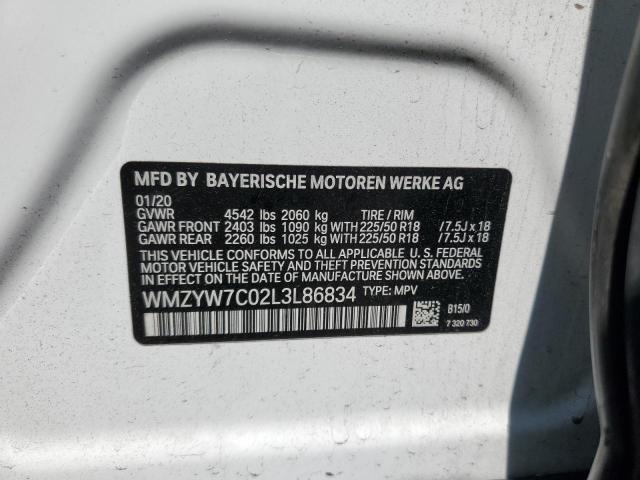 MFD BY BAYERISCHE MOTOREN WERKE AG
01/20
GVWR 4542 lbs 2060 kg TIRE / RIM
GAWR FRONT 2403 lbs 1090 kg WITH 225/50 R18 /7.5J x 18
GAWR REAR 2260 lbs 1025 kg WITH 225/50 R18 /7.5J x 18
THIS VEHICLE CONFORMS TO ALL APPLICABLE U. S. FEDERAL
MOTOR VEHICLE SAFETY STANDARDS IN EFFECT
ON THE DATE OF MANUFACTURE SHOWN ABOVE.
WMZYW7C02L3L86834 TYPE: MPV
B15/0
7 320 730